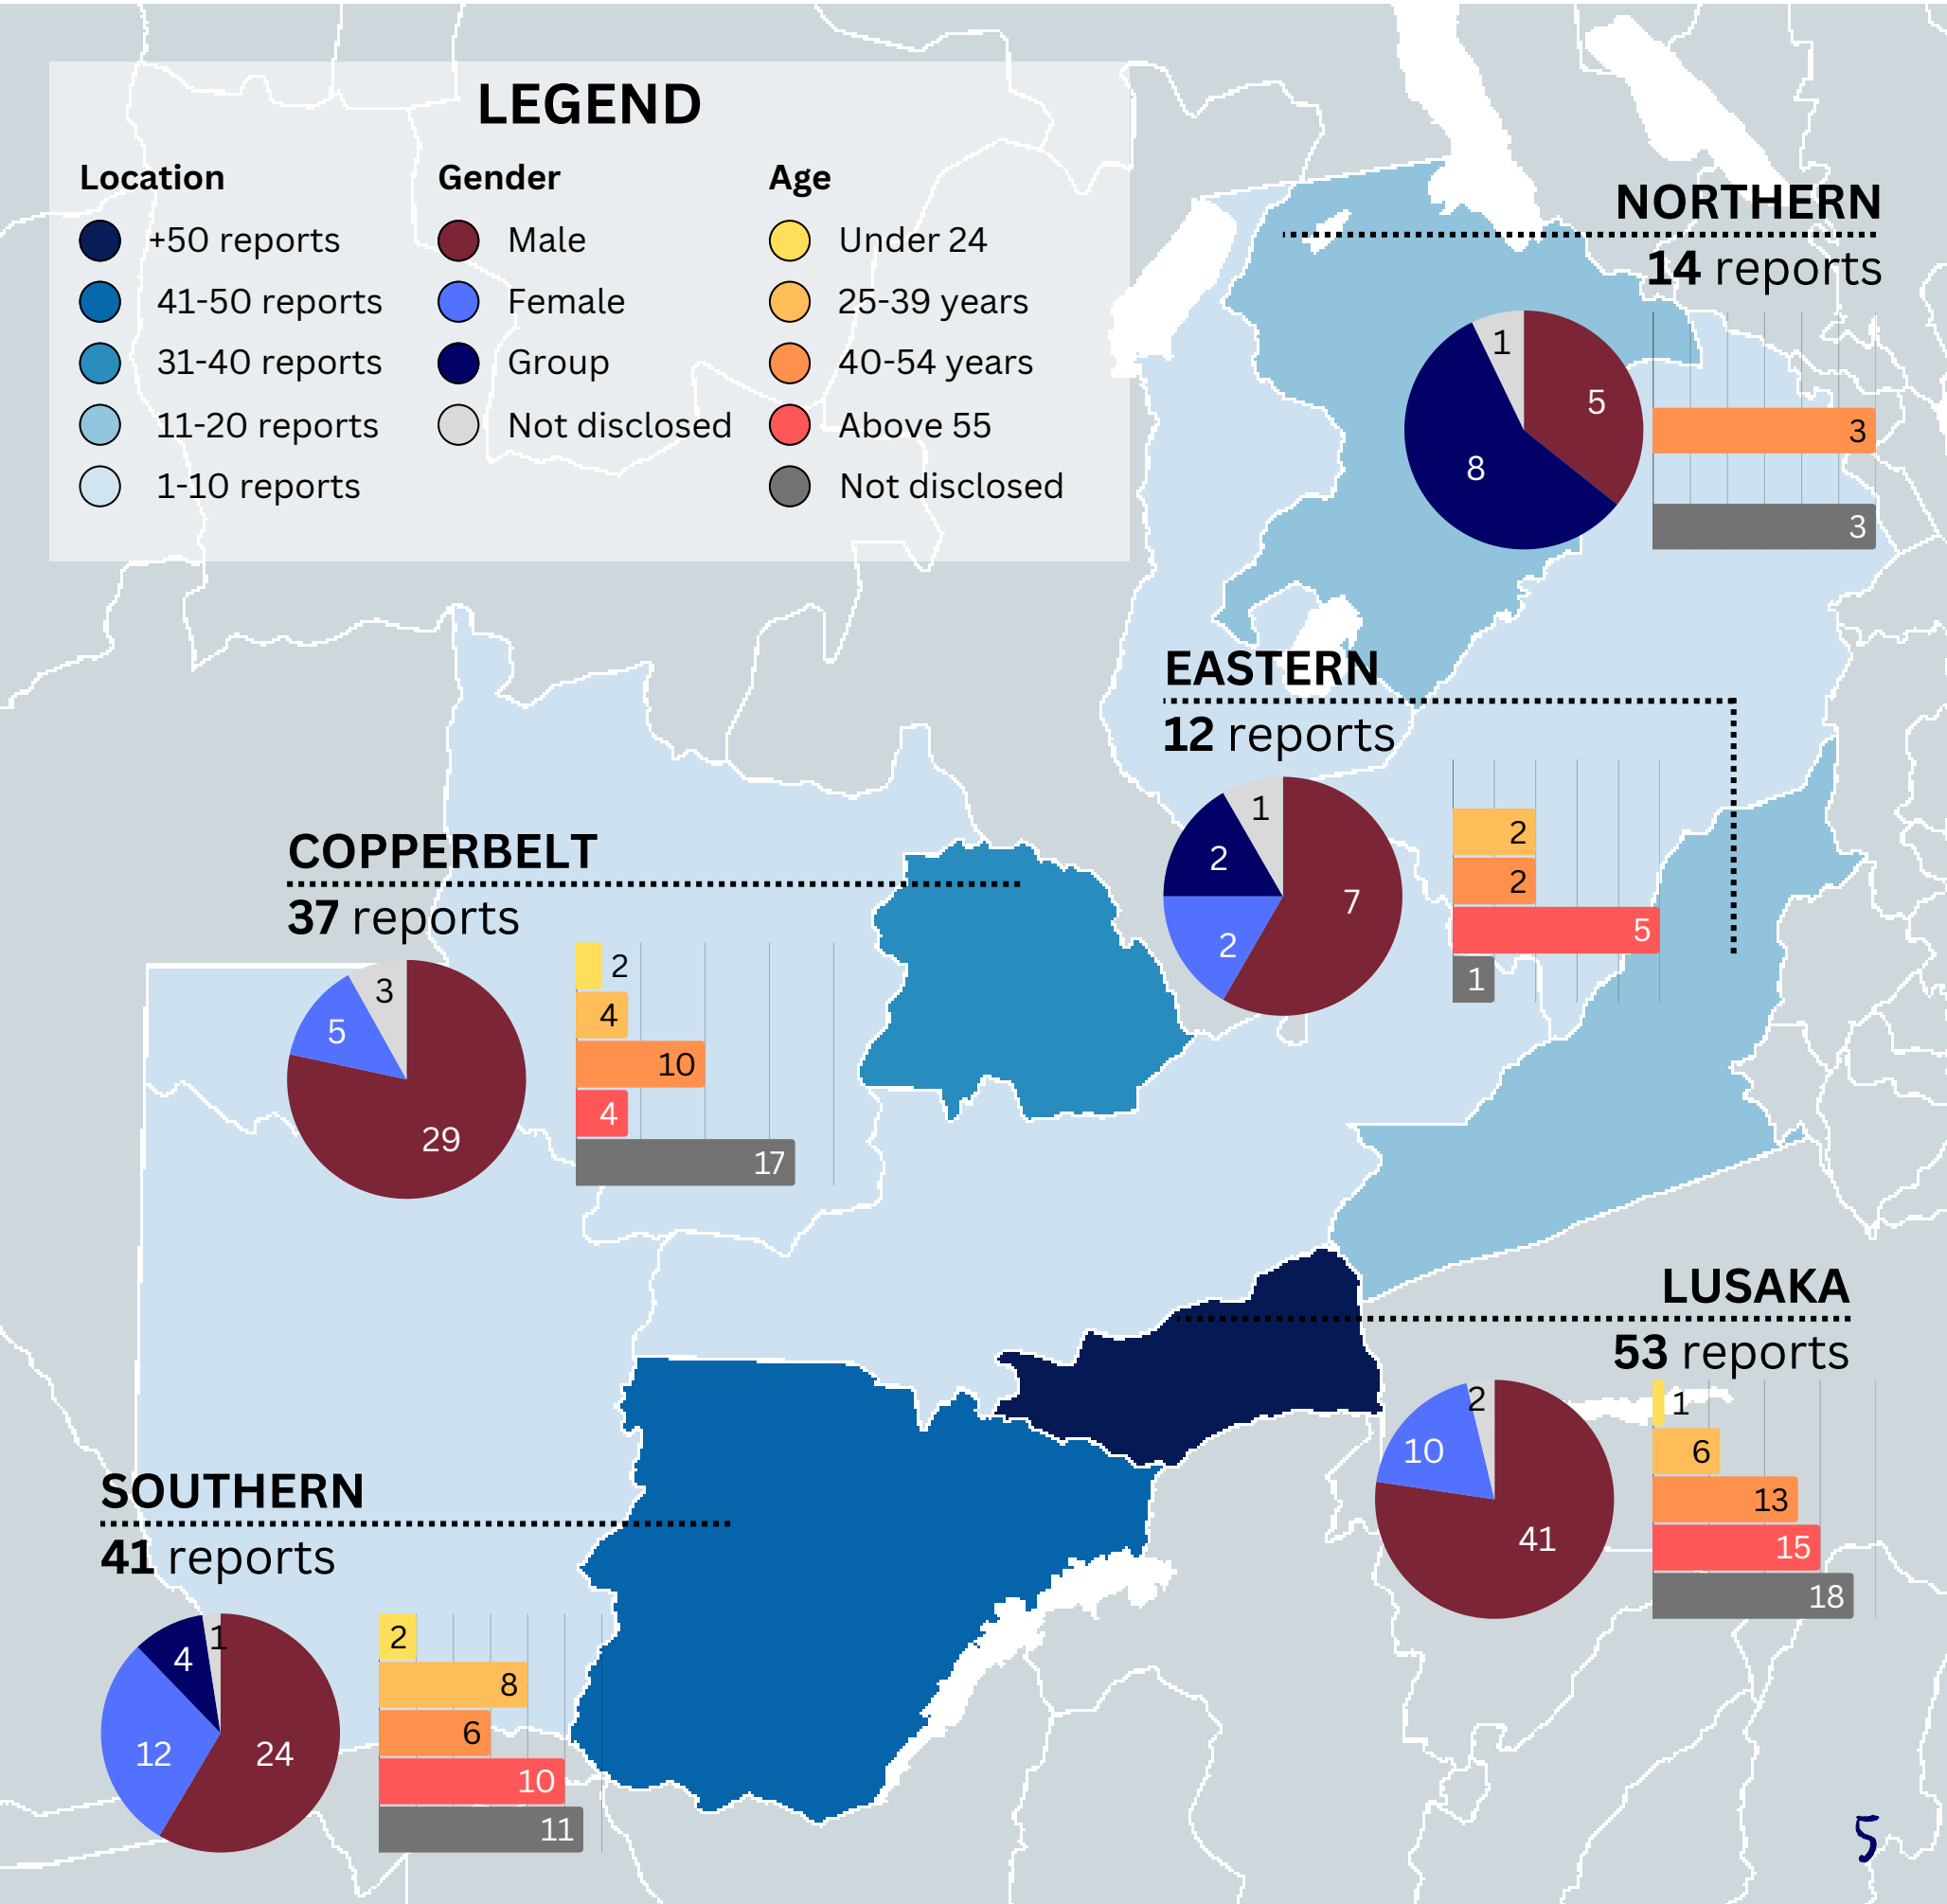 LEGEND
Location
+50 reports
41-50 reports
31-40 reports
11-20 reports
1-10 reports
Gender
Male
Female
Group
Not disclosed
Age
Under 24
25-39 years
40-54 years
Above 55
Not disclosed
NORTHERN
14 reports
1
5
8
3
3
EASTERN
12 reports
1
2
7
2
2
2
5
1
COPPERBELT
37 reports
3
5
29
2
4
10
4
17
LUSAKA
53 reports
2
10
41
1
6
13
15
18
SOUTHERN
41 reports
1
4
12
24
2
8
6
10
11
5